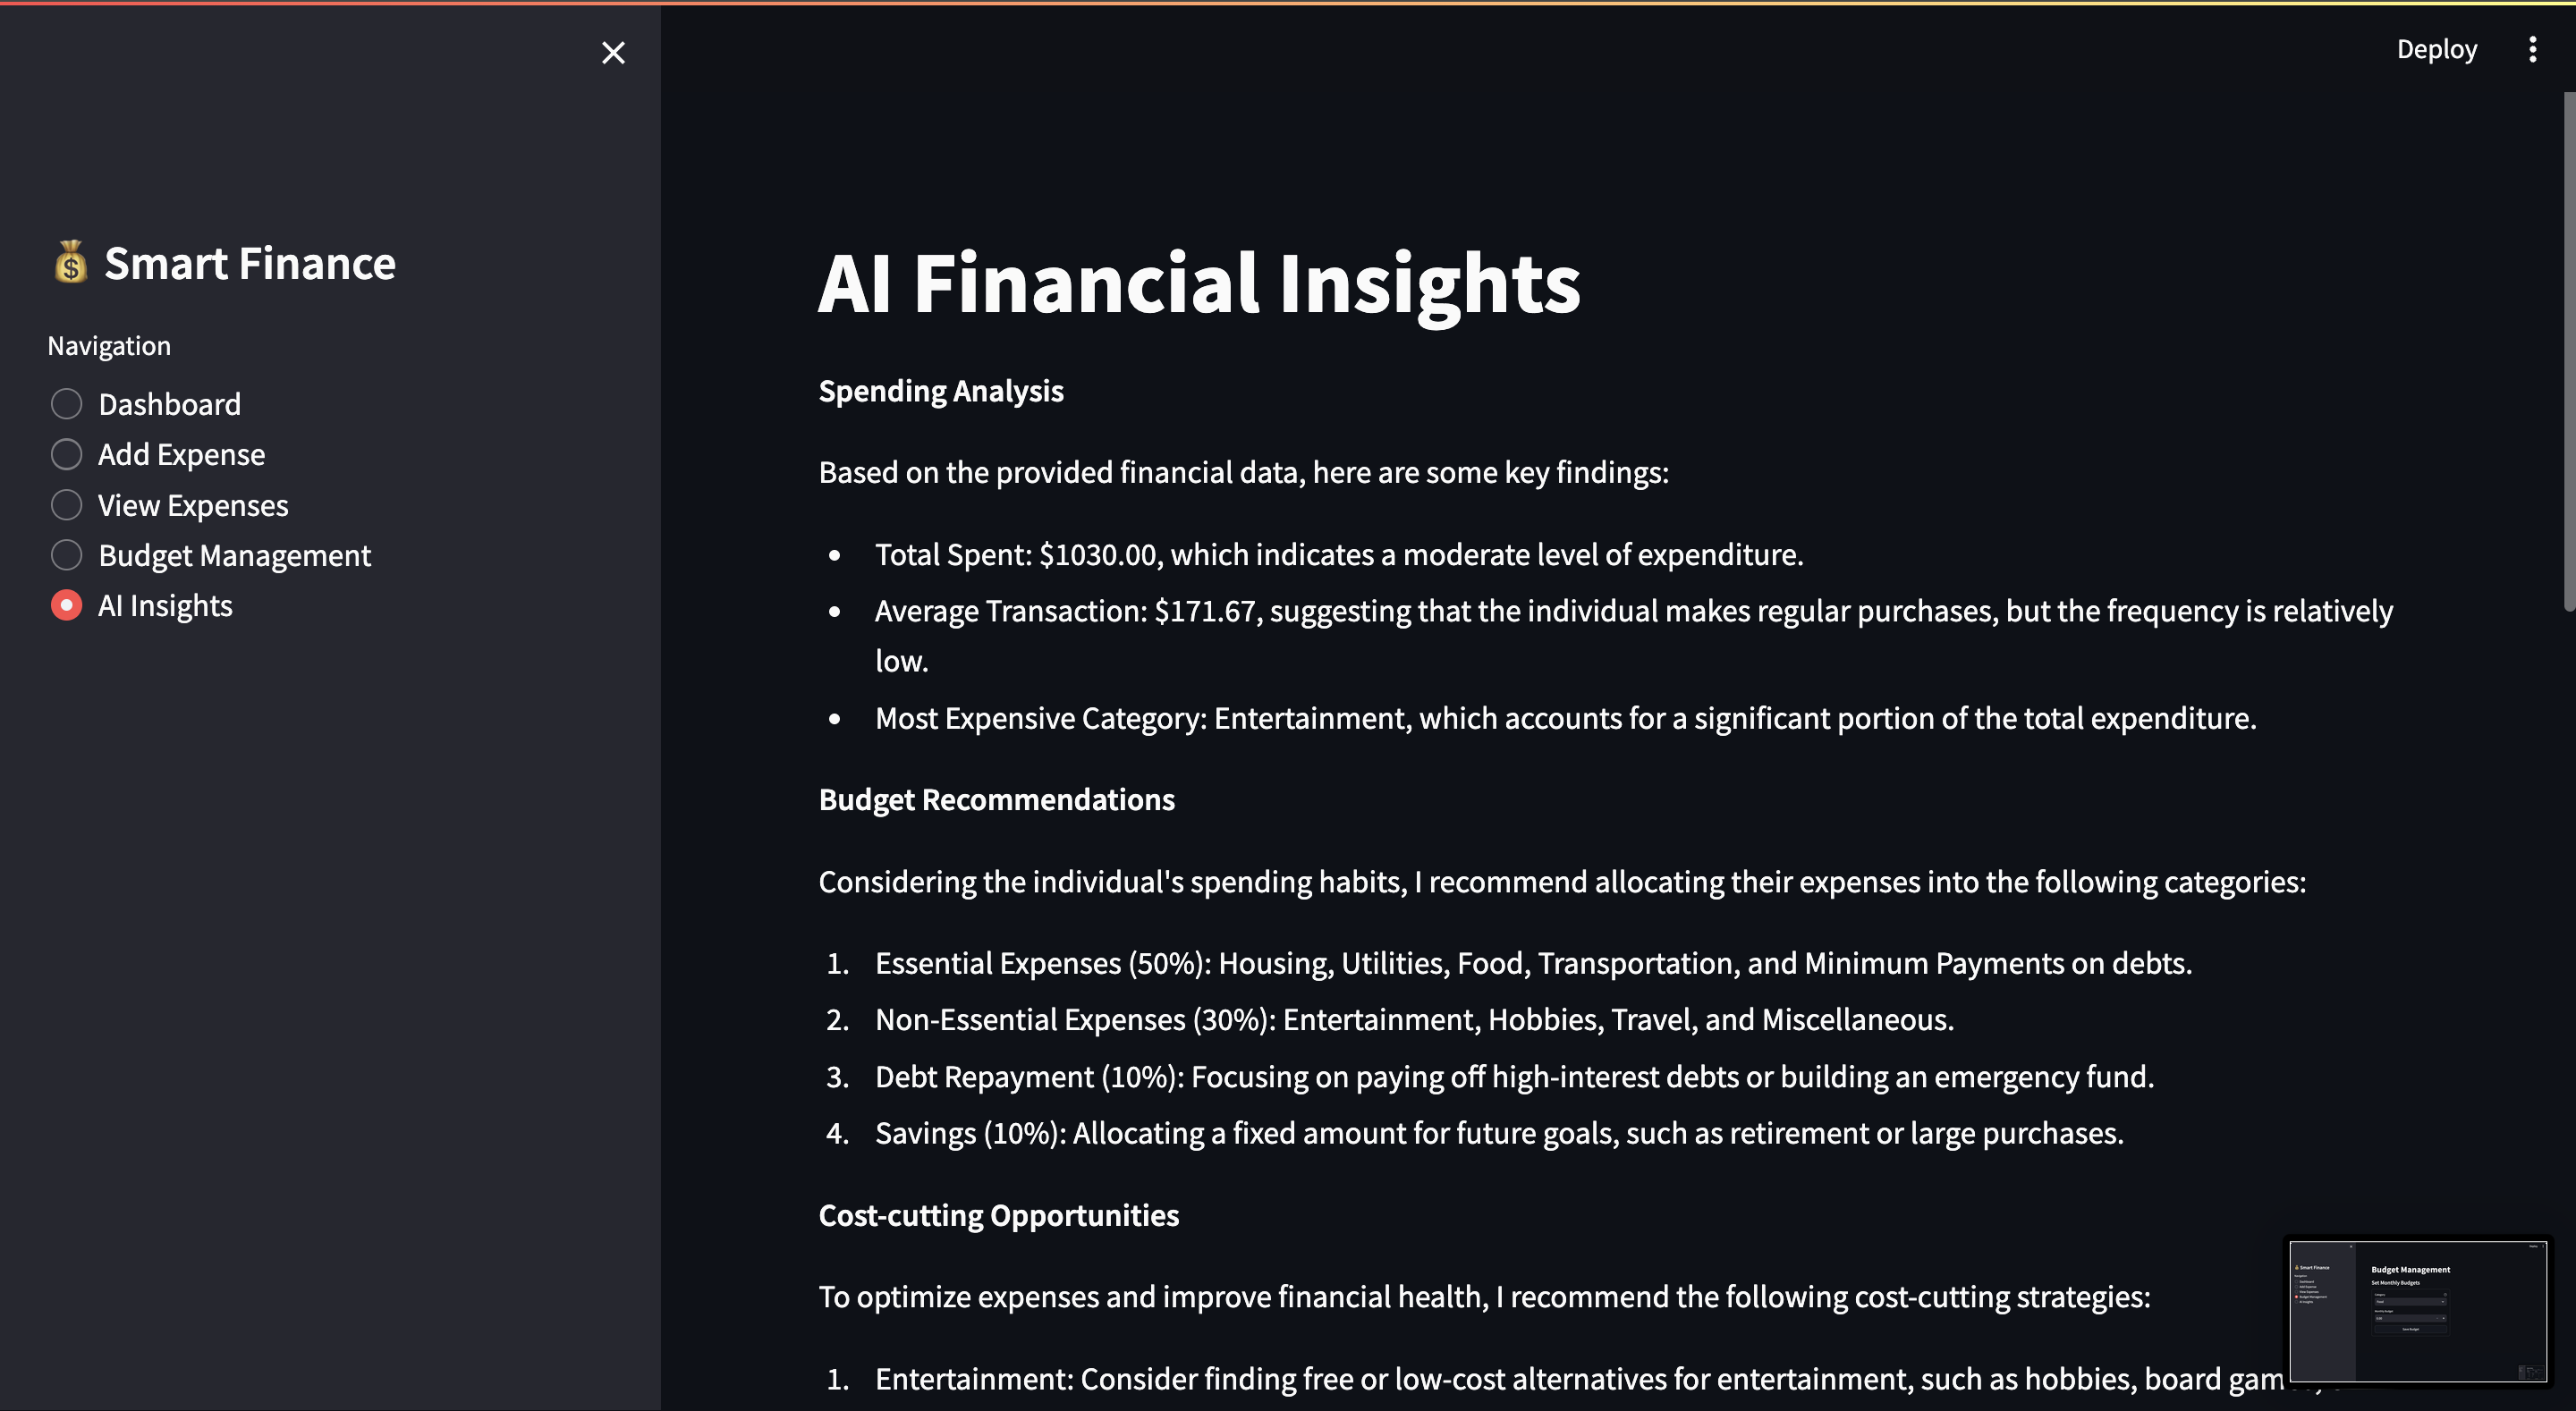 Deploy
💰 Smart Finance
Navigation
Dashboard
Add Expense
View Expenses
Budget Management
AI Insights
AI Financial Insights
Spending Analysis
Based on the provided financial data, here are some key findings:
• Total Spent: $1030.00, which indicates a moderate level of expenditure.
• Average Transaction: $171.67, suggesting that the individual makes regular purchases, but the frequency is relatively
low.
• Most Expensive Category: Entertainment, which accounts for a significant portion of the total expenditure.
Budget Recommendations
Considering the individual's spending habits, I recommend allocating their expenses into the following categories:
1. Essential Expenses (50%): Housing, Utilities, Food, Transportation, and Minimum Payments on debts.
2. Non-Essential Expenses (30%): Entertainment, Hobbies, Travel, and Miscellaneous.
3. Debt Repayment (10%): Focusing on paying off high-interest debts or building an emergency fund.
4. Savings (10%): Allocating a fixed amount for future goals, such as retirement or large purchases.
Cost-cutting Opportunities
To optimize expenses and improve financial health, I recommend the following cost-cutting strategies:
1. Entertainment: Consider finding free or low-cost alternatives for entertainment, such as hobbies, board
Smart Finance
Budget Management
Set Monthly Budgets